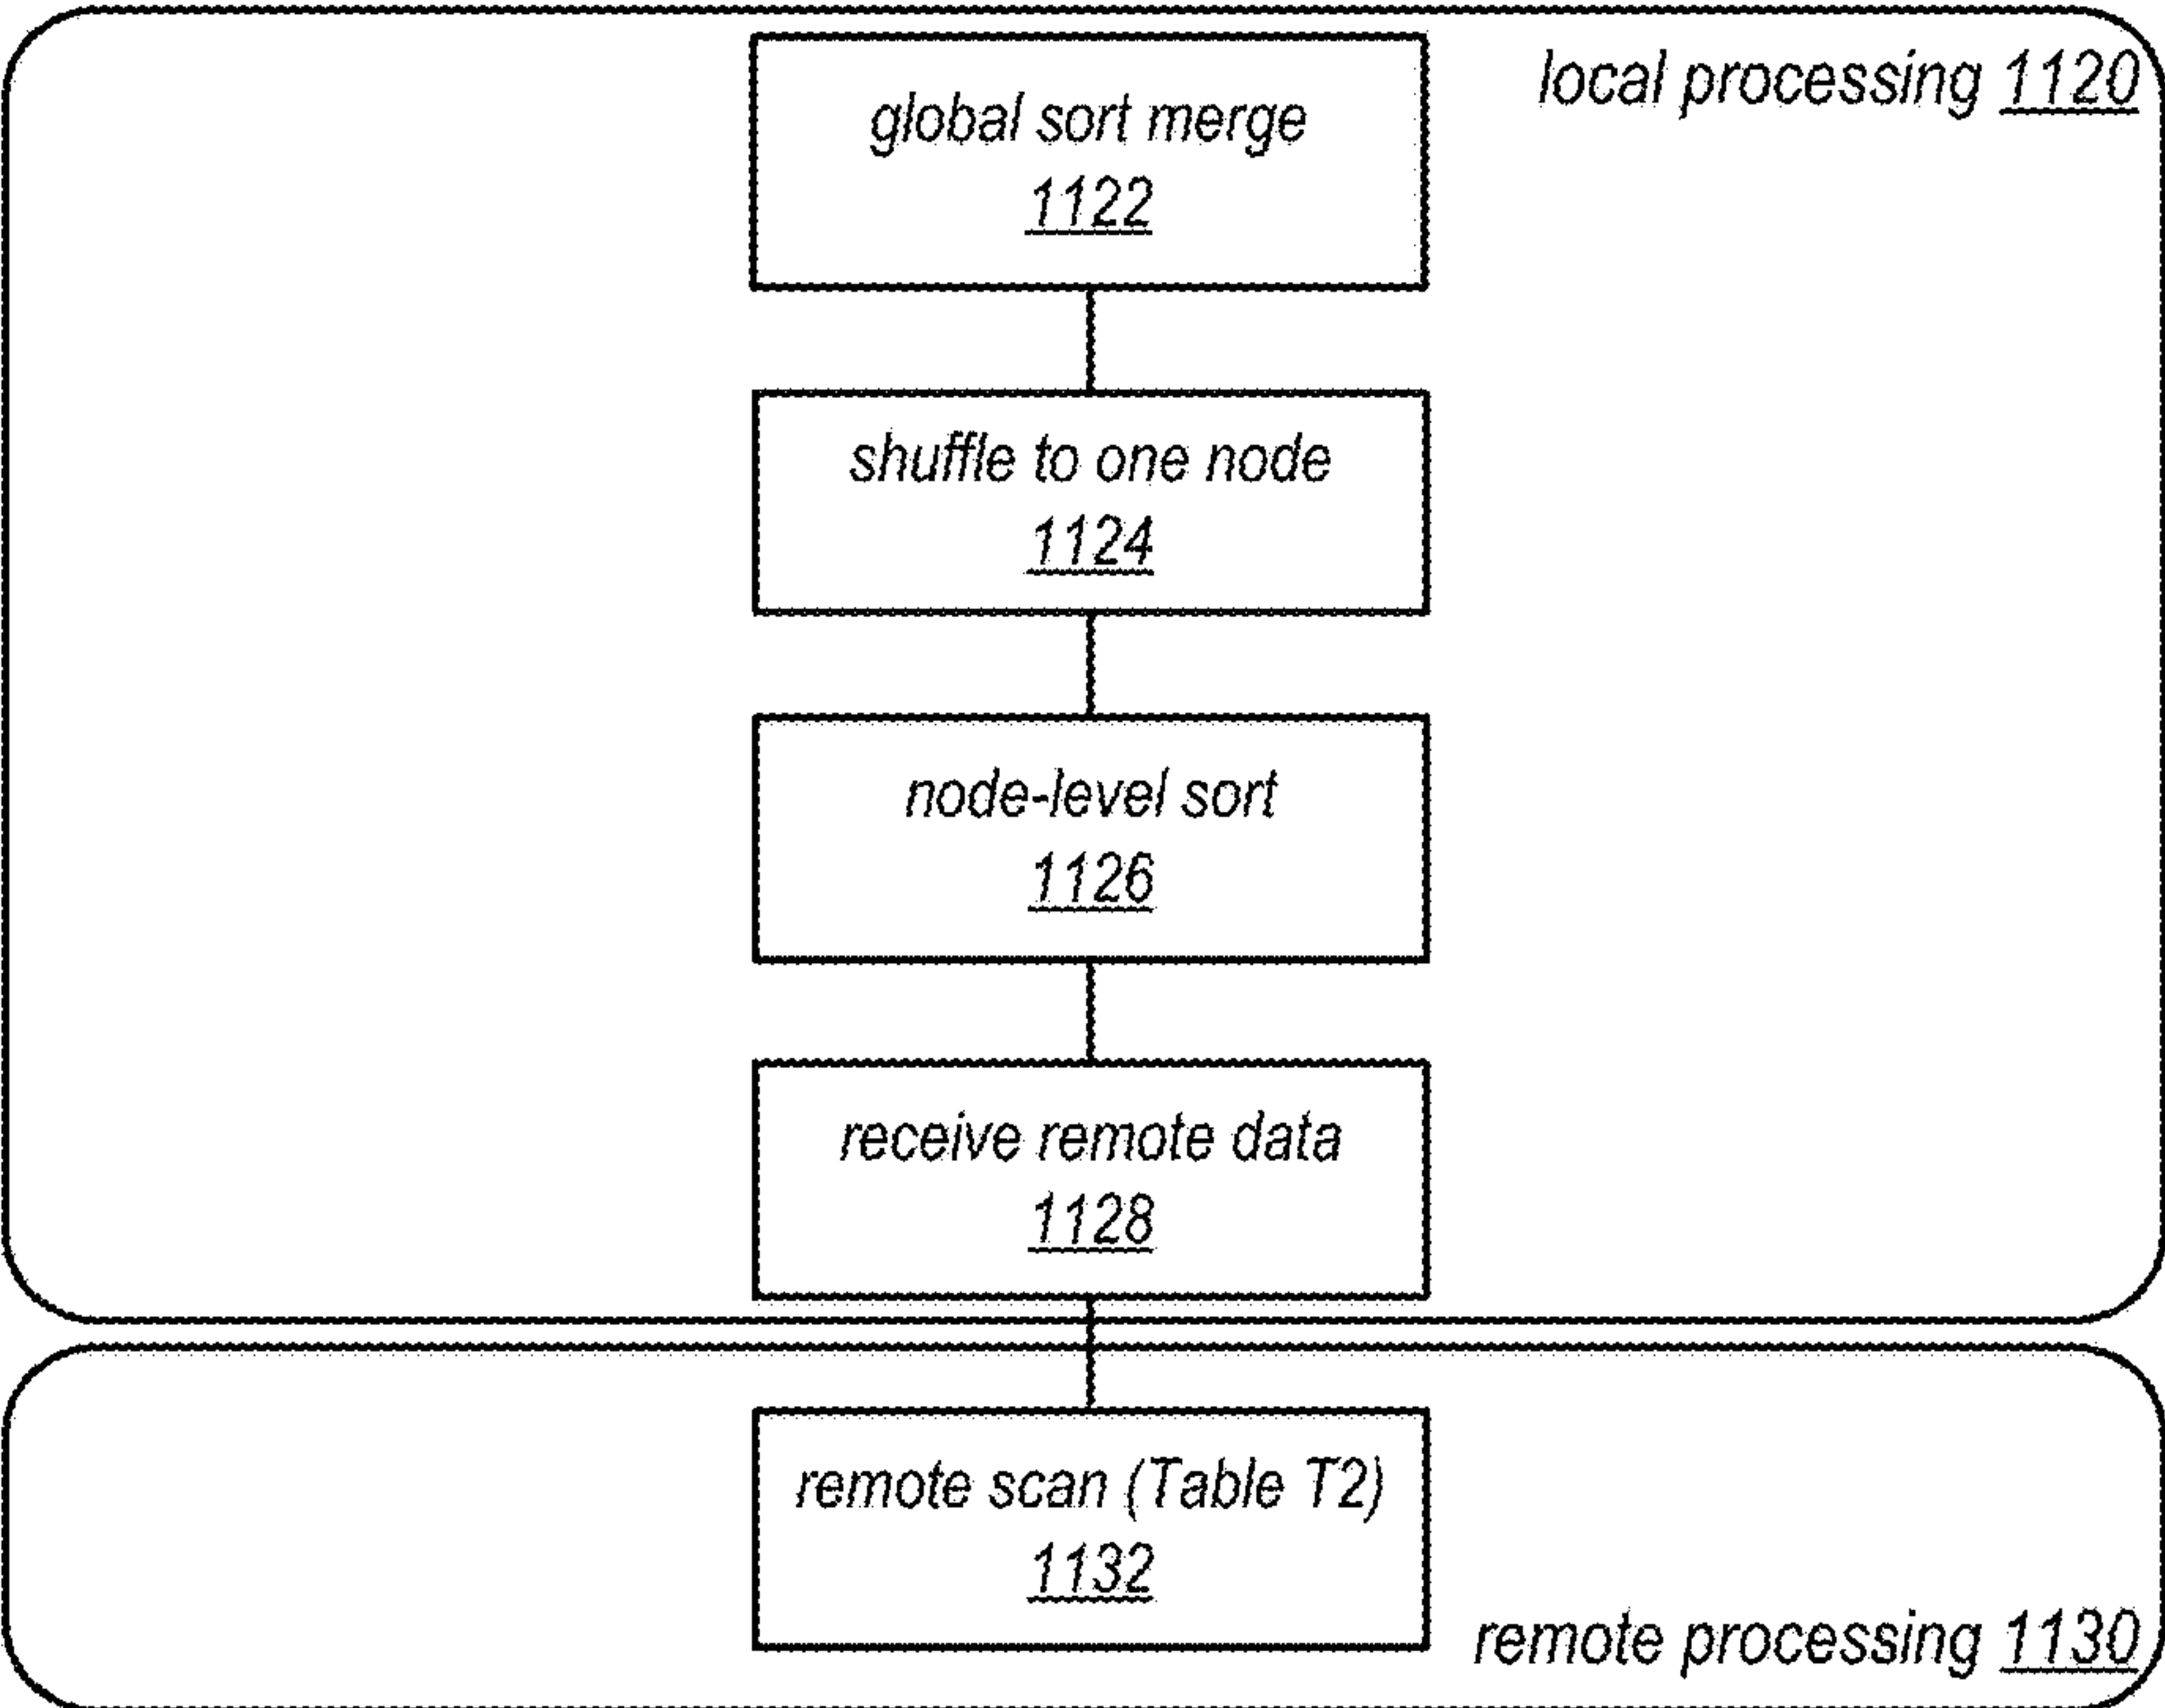 local processing 1120
global sort merge
1122
shuffle to one node
1124
node-level sort
1126
receive remote data
1128
remote scan (Table T2)
1132
remote processing 1130